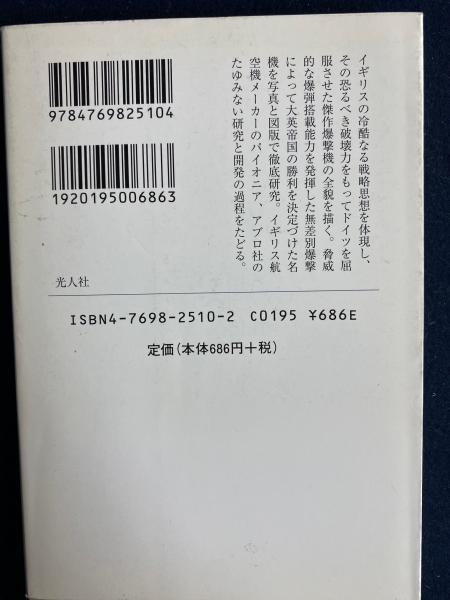 イギリスの冷酷なる戦略思想を体現し、
その恐るべき破壊力をもってドイツを屈
服させた傑作爆撃機の全貌を描く。脅威
的な爆弾搭載能力を発揮した無差別爆撃
によって大英帝国の勝利を決定づけた名
機を写真と図版で徹底研究。イギリス航
空機メーカーのパイオニア、アブロ社の
たゆみない研究と開発の過程をたどる。
9784769825104
1920195006863
光人社
ISBN4-7698-2510-2 C0195 ¥686E
定価(本体686円+税)